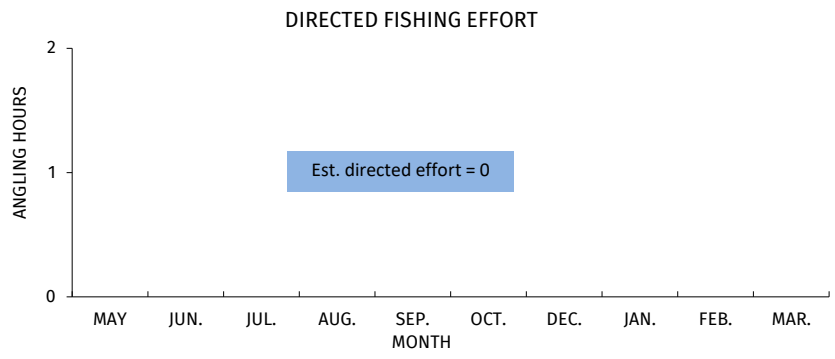 DIRECTED FISHING EFFORT
2
1
0
ANGLING HOURS
Est. directed effort = 0
MAY JUN. JUL. AUG. SEP. OCT. DEC. JAN. FEB. MAR.
MONTH